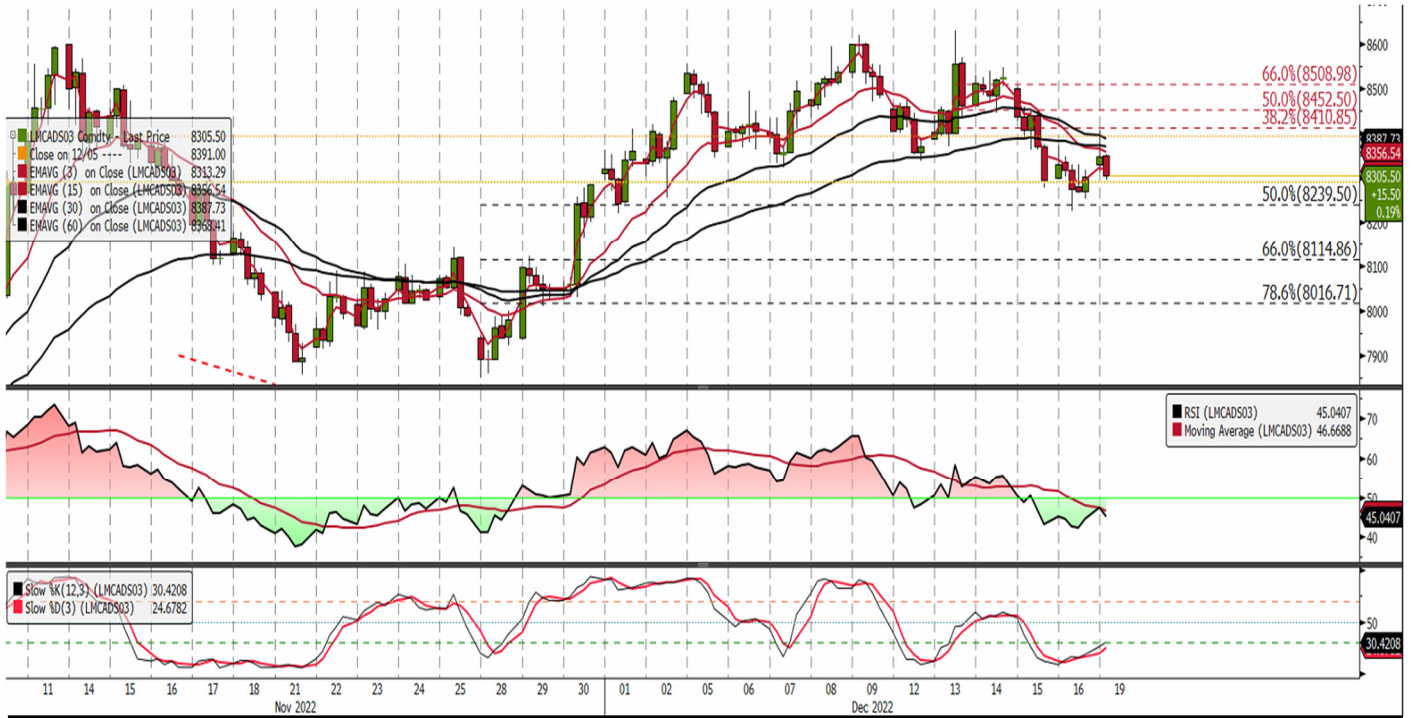 8600
8500
8200
8100
8000
7900
66.0%(8508.98)
50.0%(8452.50)
38.2%(8410.85)
50.0%(8239.50)
66.0%(8114.86)
78.6%(8016.71)
8387.73
8356.54
8305.50
+15.50
0.19%
LMCADS03 Comdty - Last Price 8305.50
Close on 12/05 ---- 8391.00
EMAVG (3) on Close (LMCADS03) 8313.29
EMAVG (15) on Close (LMCADS03) 8356.54
EMAVG (30) on Close (LMCADS03) 8387.73
EMAVG (60) on Close (LMCADS03) 8368.41
RSI (LMCADS03) 45.0407
Moving Average (LMCADS03) 46.6688
70
60
50
45.0407
40
Slow %K(12,3) (LMCADS03) 30.4208
Slow %D(3) (LMCADS03) 24.6782
50
30.4208
11 14 15 16 17 18 21 22 23 24 25 28 29 30 01 02 05 06 07 08 09 12 13 14 15 16 19
Nov 2022 Dec 2022